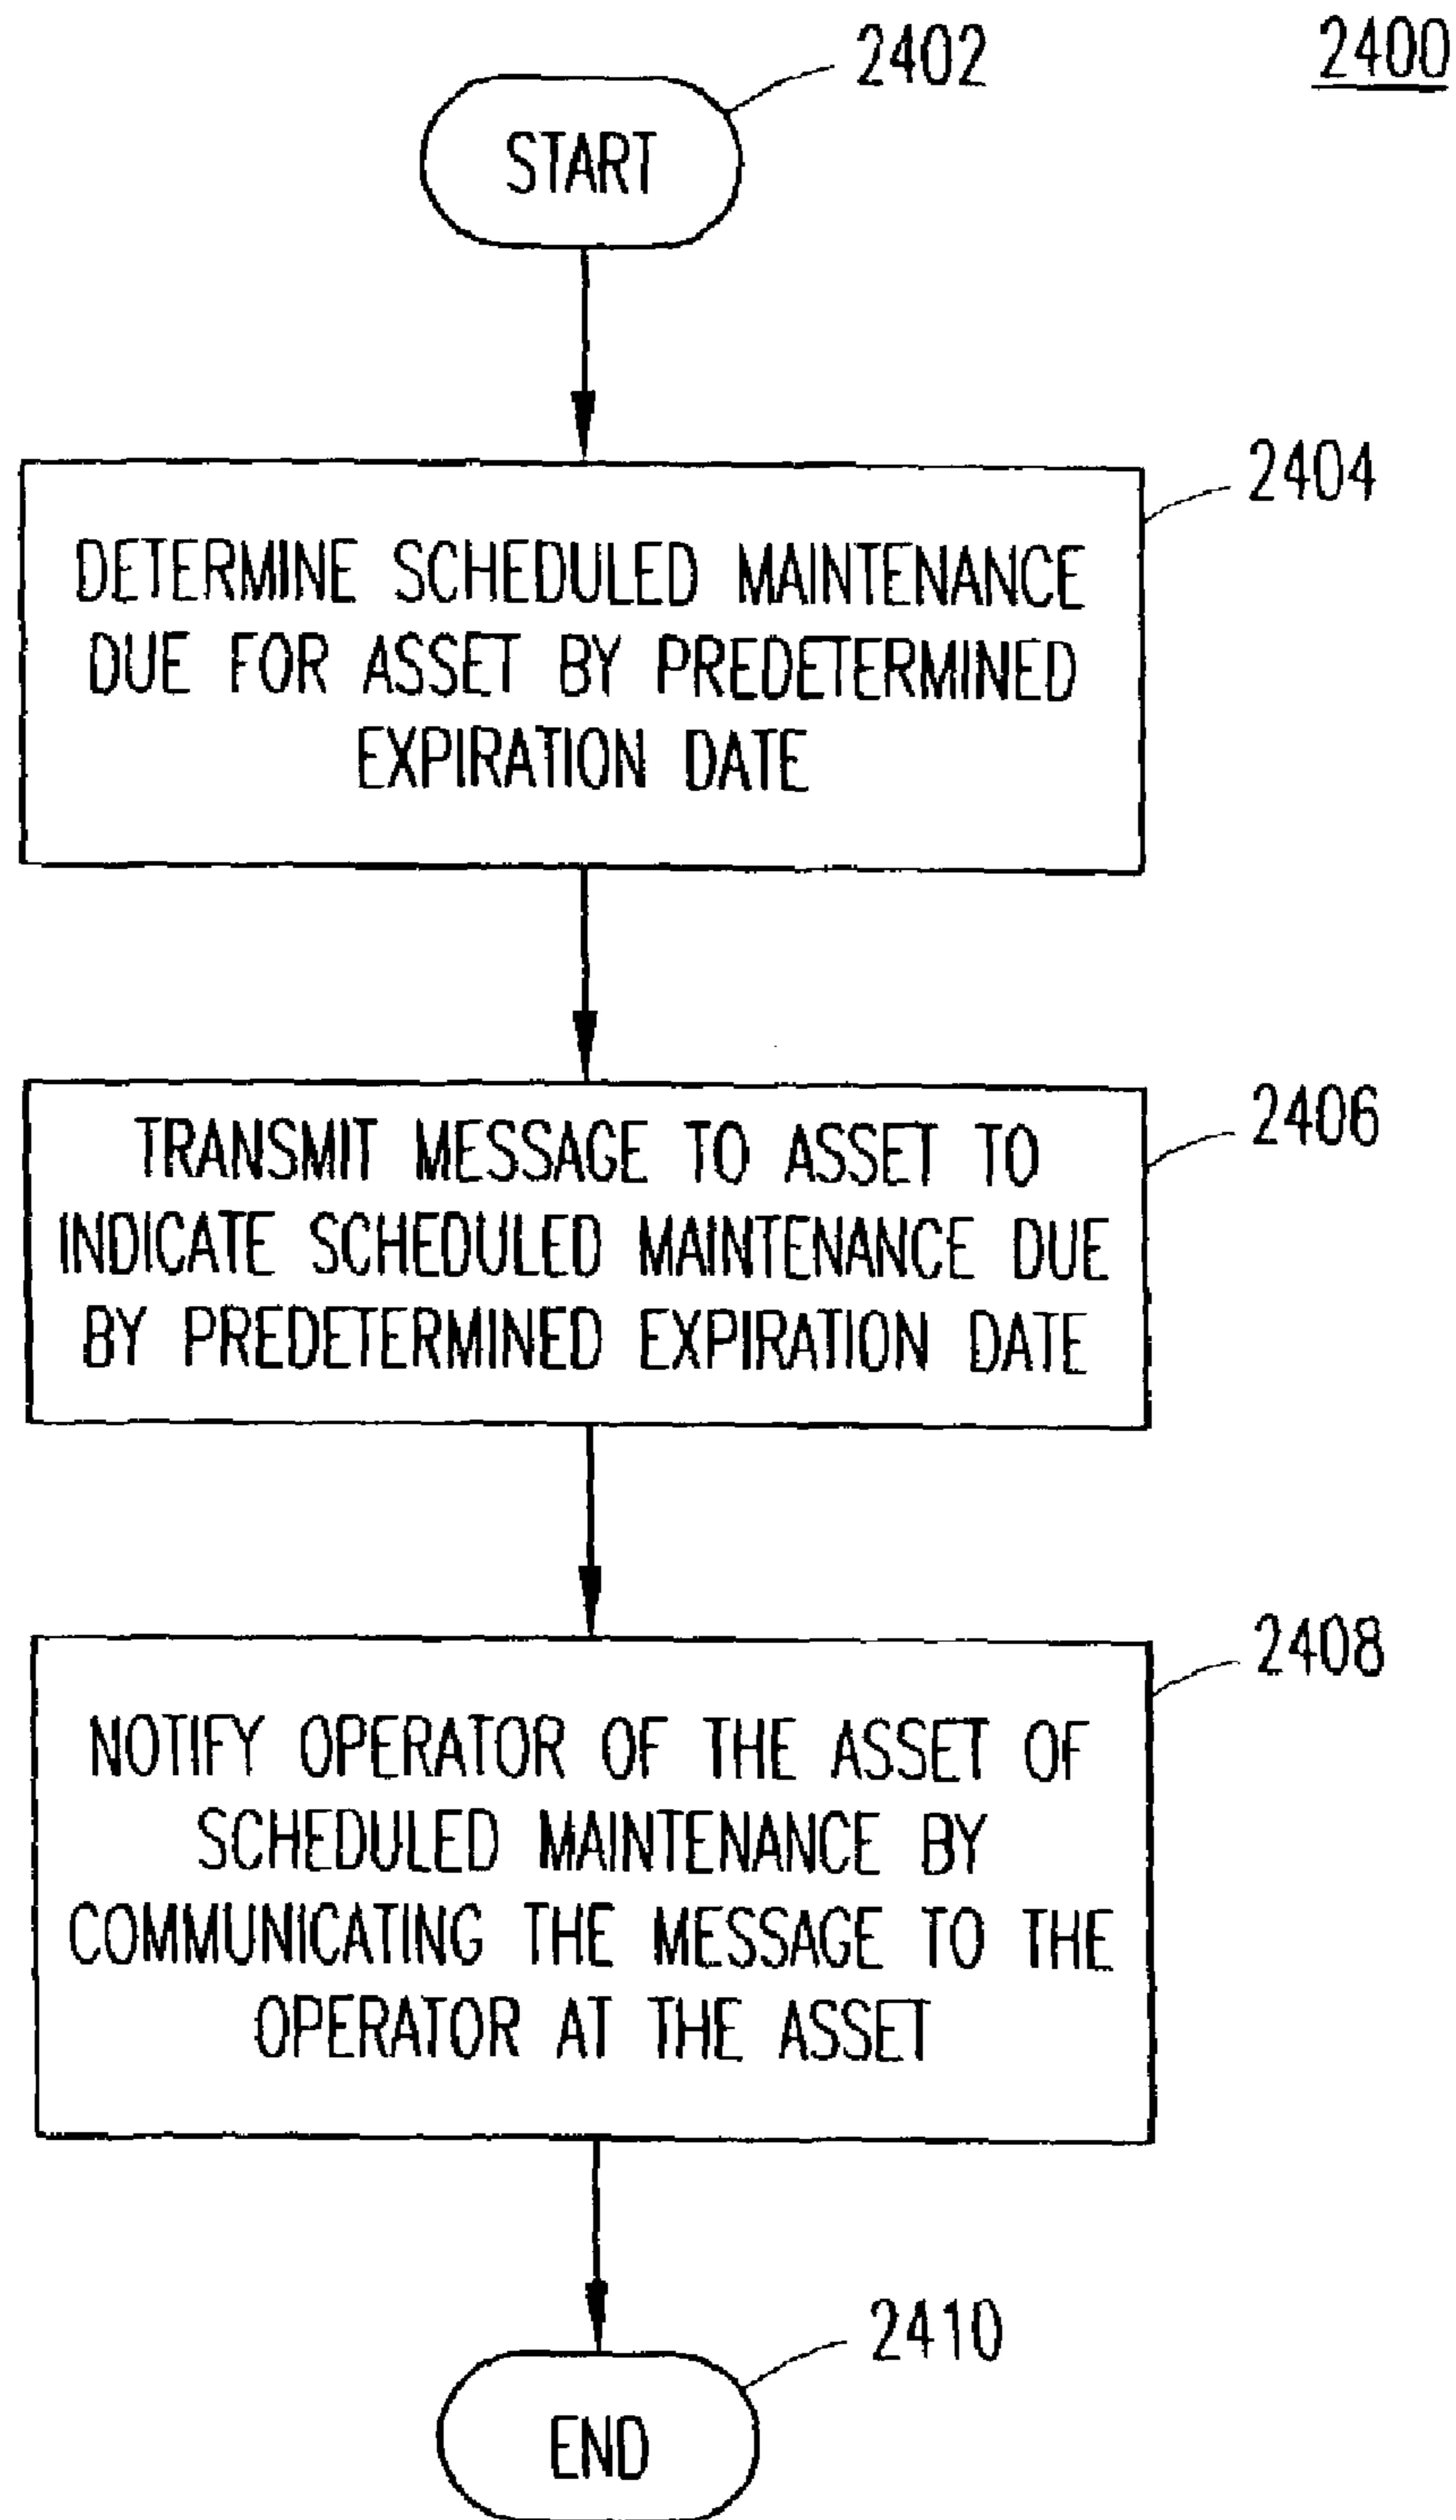 2400
2402
START
2404
DETERMINE SCHEDULED MAINTENANCE
DUE FOR ASSET BY PREDETERMINED
EXPIRATION DATE
2406
TRANSMIT MESSAGE TO ASSET TO
INDICATE SCHEDULED MAINTENANCE DUE
BY PREDETERMINED EXPIRATION DATE
2408
NOTIFY OPERATOR OF THE ASSET OF
SCHEDULED MAINTENANCE BY
COMMUNICATING THE MESSAGE TO THE
OPERATOR AT THE ASSET
2410
END